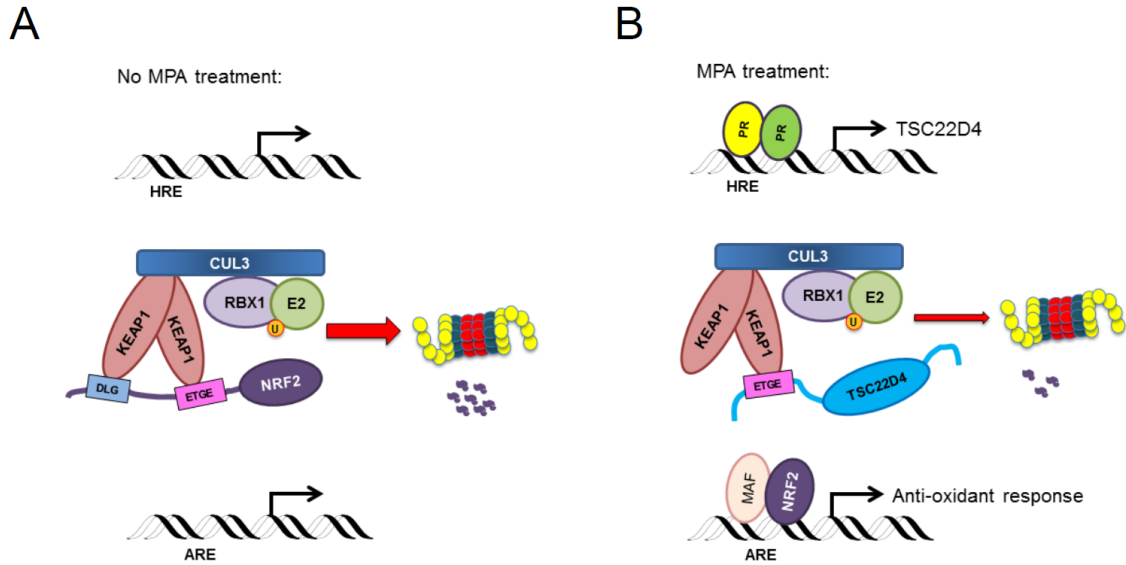 A
No MPA treatment:
HRE
CUL3
RBX1
E2
U
KEAP1
KEAP1
DLG
ETGE
NRF2
ARE
B
MPA treatment:
PR
PR
TSC22D4
HRE
CUL3
RBX1
E2
U
KEAP1
KEAP1
ETGE
TSC22D4
MAF
NRF2
Anti-oxidant response
ARE